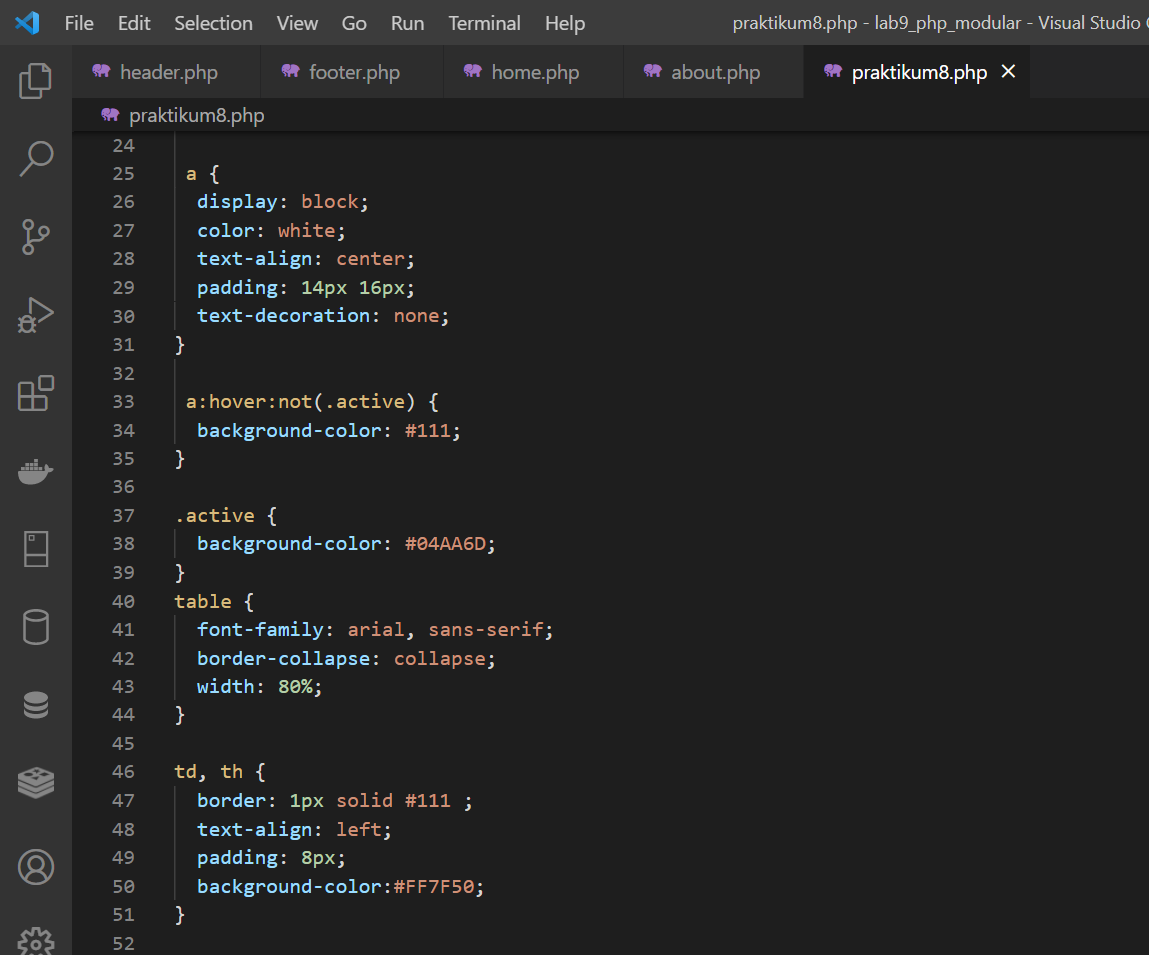 File Edit Selection View Go Run Terminal Help praktikum8.php - lab9_php_modular - Visual Studio
header.php footer.php home.php about.php praktikum8.php
praktikum8.php
24
25 a {
26 display: block;
27 color: white;
28 text-align: center;
29 padding: 14px 16px;
30 text-decoration: none;
31 }
32
33 a:hover:not(.active) {
34 background-color: #111;
35 }
36
37 .active {
38 background-color: #04AA6D;
39 }
40 table {
41 font-family: arial, sans-serif;
42 border-collapse: collapse;
43 width: 80%;
44 }
45
46 td, th {
47 border: 1px solid #111 ;
48 text-align: left;
49 padding: 8px;
50 background-color:#FF7F50;
51 }
52